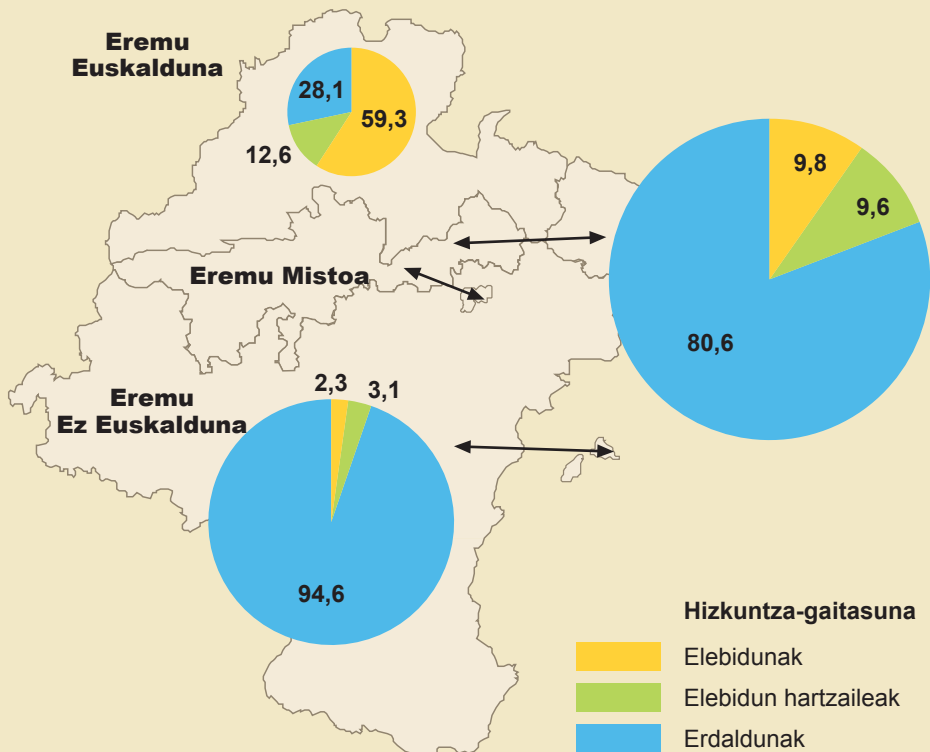 Eremu
Euskalduna
28,1
59,3
12,6
9,8
9,6
80,6
Eremu Mistoa
Eremu
Ez Euskalduna
2,3
3,1
94,6
Hizkuntza-gaitasuna
Elebidunak
Elebidun hartzaileak
Erdaldunak